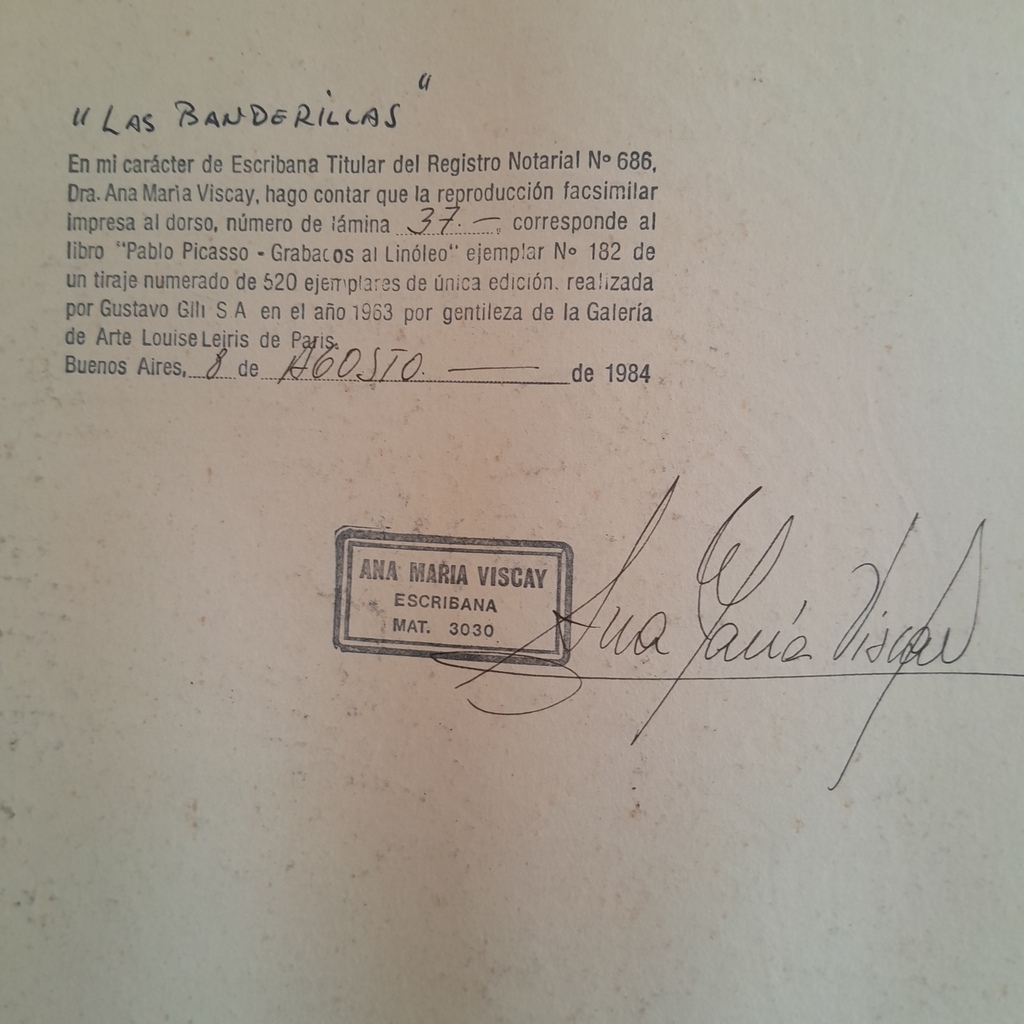 "LAS BANDERILLAS"
En mi carácter de Escribana Titular del Registro Notarial Nº 686,
Dra. Ana Maria Viscay, hago contar que la reproducción facsimilar
impresa al dorso, número de lámina 37.—, corresponde al
libro "Pablo Picasso - Grabacos al Linóleo" ejemplar Nº 182 de
un tiraje numerado de 520 ejemplares de única edición. realizada
por Gustavo Gili S A en el año 1963 por gentileza de la Galería
de Arte Louise Leiris de Paris.
Buenos Aires, 8 de AGOSTO. — de 1984
ANA MARIA VISCAY
ESCRIBANA
MAT. 3030
Ana María Viscay